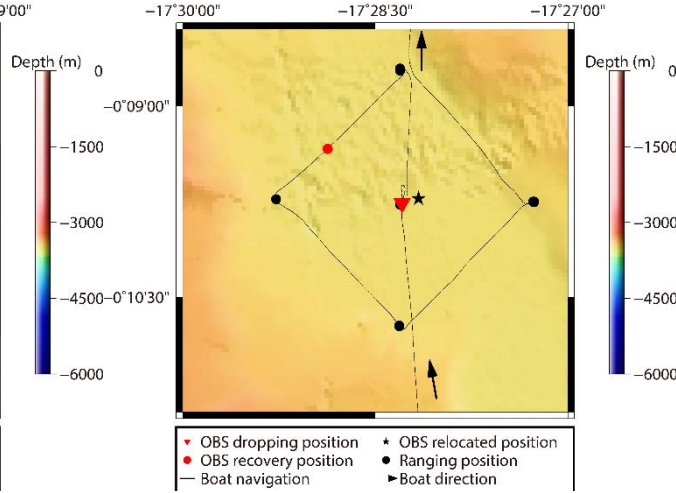 9'00"
−17°30'00"
−17°28'30"
−17°27'00"
Depth (m)
0
−1500
−3000
−4500
−6000
−0°09'00"
−0°10'30"
Depth (m)
0
−1500
−3000
−4500
−6000
OBS dropping position
OBS relocated position
OBS recovery position
Ranging position
Boat navigation
Boat direction